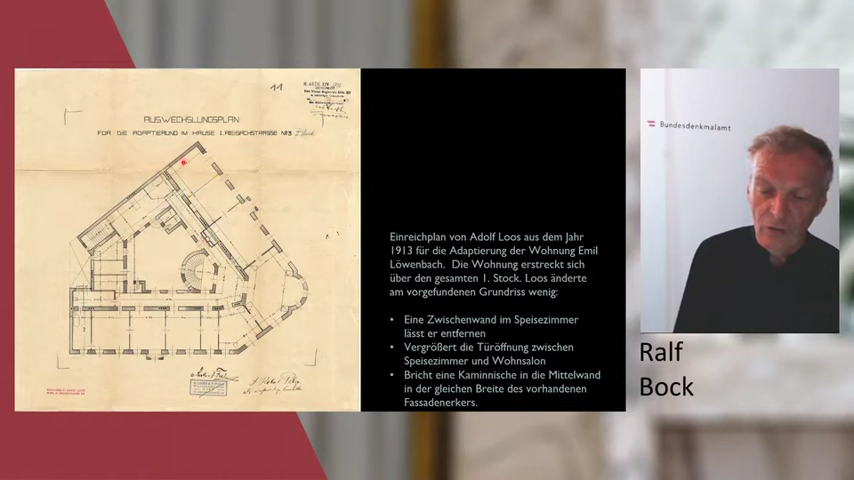 AUSWECHSLUNGSPLAN
FÜR DIE ADAPTIERUNG IM HAUSE I. REISCHACHSTRASSE Nº3
Einreichplan von Adolf Loos aus dem Jahr
1913 für die Adaptierung der Wohnung Emil
Löwenbach. Die Wohnung erstreckt sich
über den gesamten 1. Stock. Loos änderte
am vorgefundenen Grundriss wenig:
• Eine Zwischenwand im Speisezimmer
lässt er entfernen
• Vergrößert die Türöffnung zwischen
Speisezimmer und Wohnsalon
• Bricht eine Kaminnische in die Mittelwand
in der gleichen Breite des vorhandenen
Fassadenerkers.
Bundesdenkmalamt
Ralf
Bock